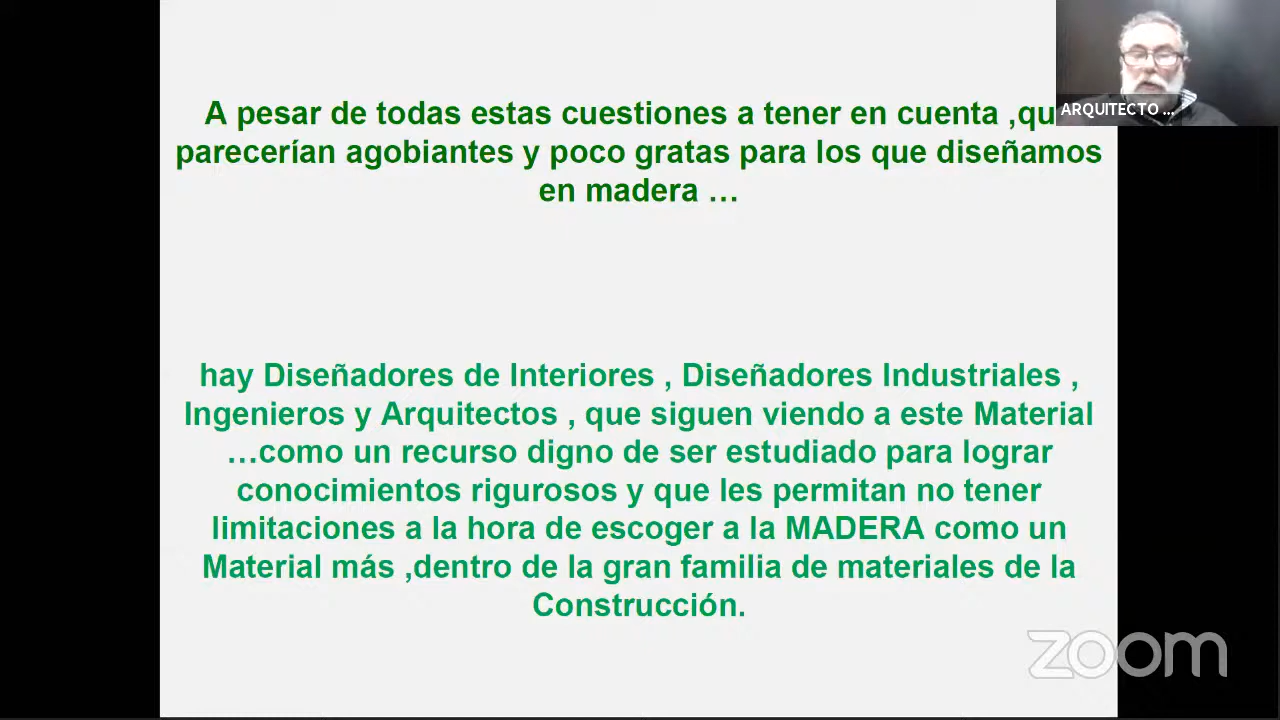 A pesar de todas estas cuestiones a tener en cuenta ,qu
parecerían agobiantes y poco gratas para los que diseñamos
en madera …
hay Diseñadores de Interiores , Diseñadores Industriales ,
Ingenieros y Arquitectos , que siguen viendo a este Material
…como un recurso digno de ser estudiado para lograr
conocimientos rigurosos y que les permitan no tener
limitaciones a la hora de escoger a la MADERA como un
Material más ,dentro de la gran familia de materiales de la
Construcción.
ARQUITECTO ...
zoom